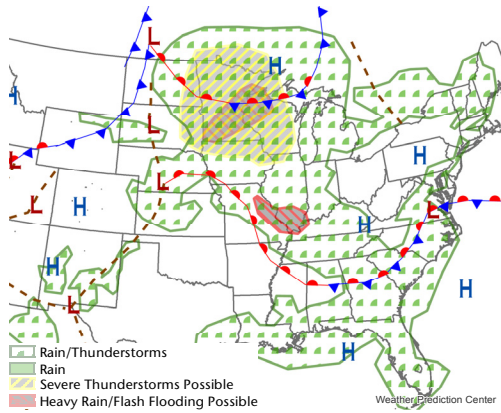 L
H
L
H
L
L
H
L
L
H
L
H
H
H
L
H
Rain/Thunderstorms
Rain
Severe Thunderstorms Possible
Heavy Rain/Flash Flooding Possible
Weather Prediction Center